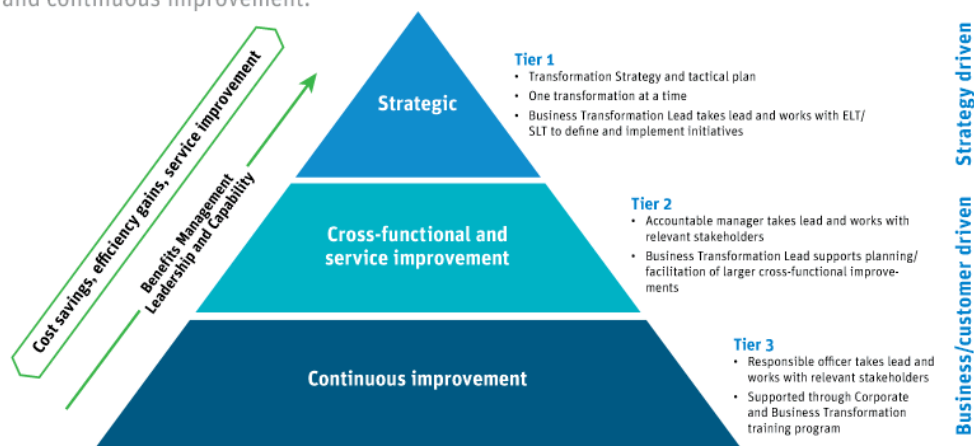 and continuous improvement.
Cost savings, efficiency gains, service improvement
Benefits Management
Leadership and Capability
Strategic
Tier 1
• Transformation Strategy and tactical plan
• One transformation at a time
• Business Transformation Lead takes lead and works with ELT/
SLT to define and implement initiatives
Strategy driven
Cross-functional and
service improvement
Tier 2
• Accountable manager takes lead and works with
relevant stakeholders
• Business Transformation Lead supports planning/
facilitation of larger cross-functional improve-
ments
Continuous improvement
Tier 3
• Responsible officer takes lead and
works with relevant stakeholders
• Supported through Corporate
and Business Transformation
training program
Business/customer driven